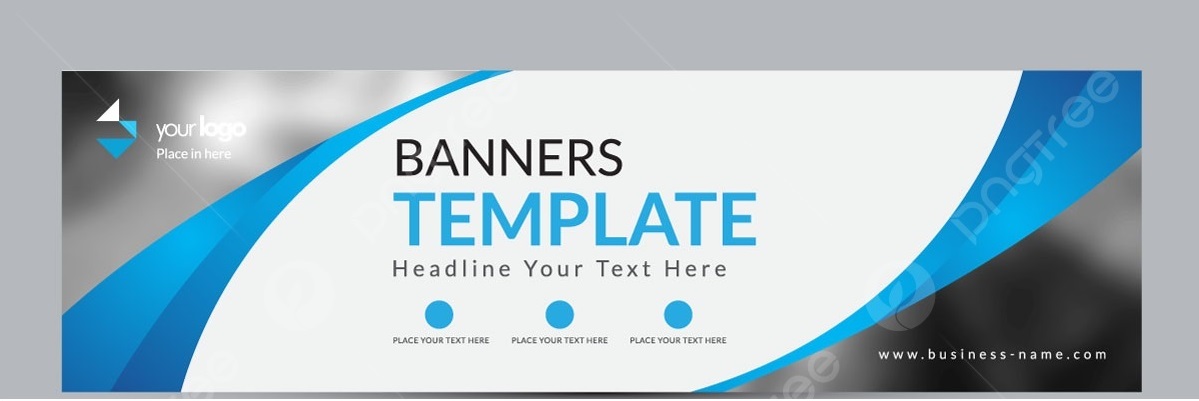 your logo
Place in here
BANNERS
TEMPLATE
Headline Your Text Here
PLACE YOUR TEXT HERE PLACE YOUR TEXT HERE PLACE YOUR TEXT HERE
www.business-name.com
pngtree
pngtree